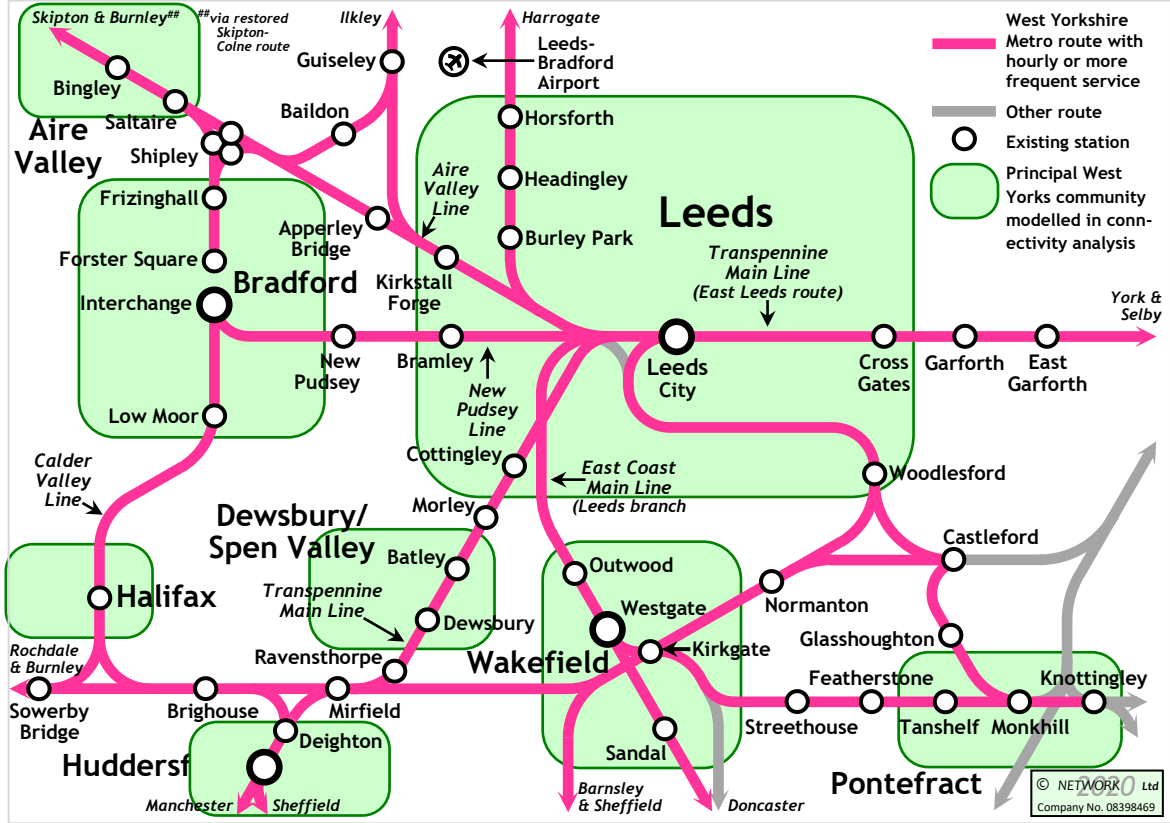 Skipton & Burnley##
##via restored
Skipton-
Colne route
Ilkley
Harrogate
Leeds-
Bradford
Airport
West Yorkshire
Metro route with
hourly or more
frequent service
Other route
Existing station
Principal West
Yorks community
modelled in conn-
ectivity analysis
Bingley
Saltaire
Aire
Valley
Shipley
Guiseley
Baildon
Horsforth
Headingley
Burley Park
Aire
Valley
Line
Leeds
Frizinghall
Forster Square
Bradford
Interchange
Apperley
Bridge
Kirkstall
Forge
Transpennine
Main Line
(East Leeds route)
York &
Selby
New
Pudsey
Bramley
New
Pudsey
Line
Leeds
City
Cross
Gates
Garforth
East
Garforth
Low Moor
Calder
Valley
Line
Cottingley
East Coast
Main Line
(Leeds branch
Woodlesford
Morley
Dewsbury/
Spen Valley
Batley
Castleford
Halifax
Transpennine
Main Line
Dewsbury
Outwood
Westgate
Normanton
Wakefield
Kirkgate
Glasshoughton
Rochdale
& Burnley
Ravensthorpe
Featherstone
Knottingley
Sowerby
Bridge
Brighouse
Mirfield
Streethouse
Tanshelf
Monkhill
Deighton
Sandal
Huddersf
Pontefract
Manchester
Sheffield
Barnsley
& Sheffield
Doncaster
© NETWORK 2020 Ltd
Company No. 08398469